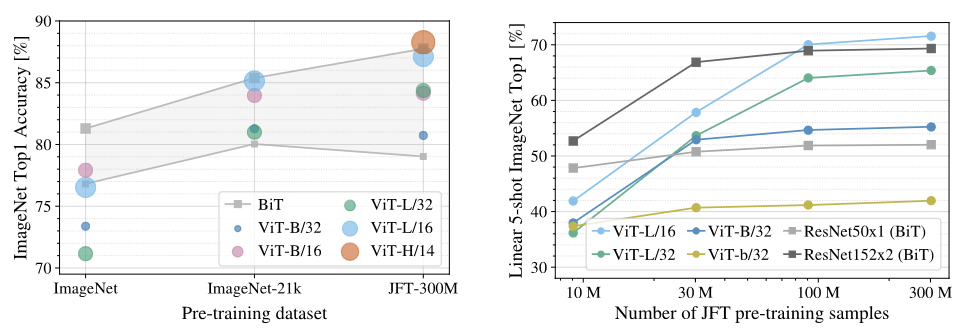 ImageNet Top1 Accuracy [%]
90
85
80
75
70
BiT
ViT-B/32
ViT-B/16
ViT-L/32
ViT-L/16
ViT-H/14
ImageNet
ImageNet-21k
JFT-300M
Pre-training dataset
Linear 5-shot ImageNet Top1 [%]
70
60
50
40
30
ViT-L/16
ViT-L/32
ViT-B/32
ViT-b/32
ResNet50x1 (BiT)
ResNet152x2 (BiT)
10 M
30 M
100 M
300 M
Number of JFT pre-training samples